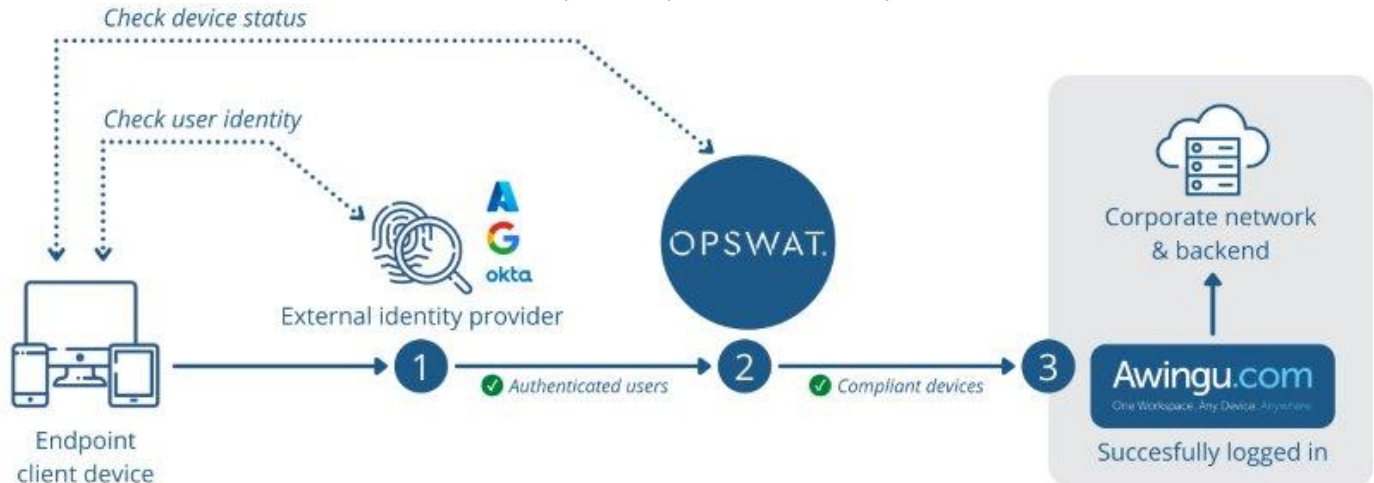 Check device status
Check user identity
OPSWAT.
G
okta
External identity provider
Corporate network
& backend
1
2
3
Authenticated users
Compliant devices
Awingu.com
One Workspace. Any Device. Anywhere.
Endpoint
client device
Succesfully logged in